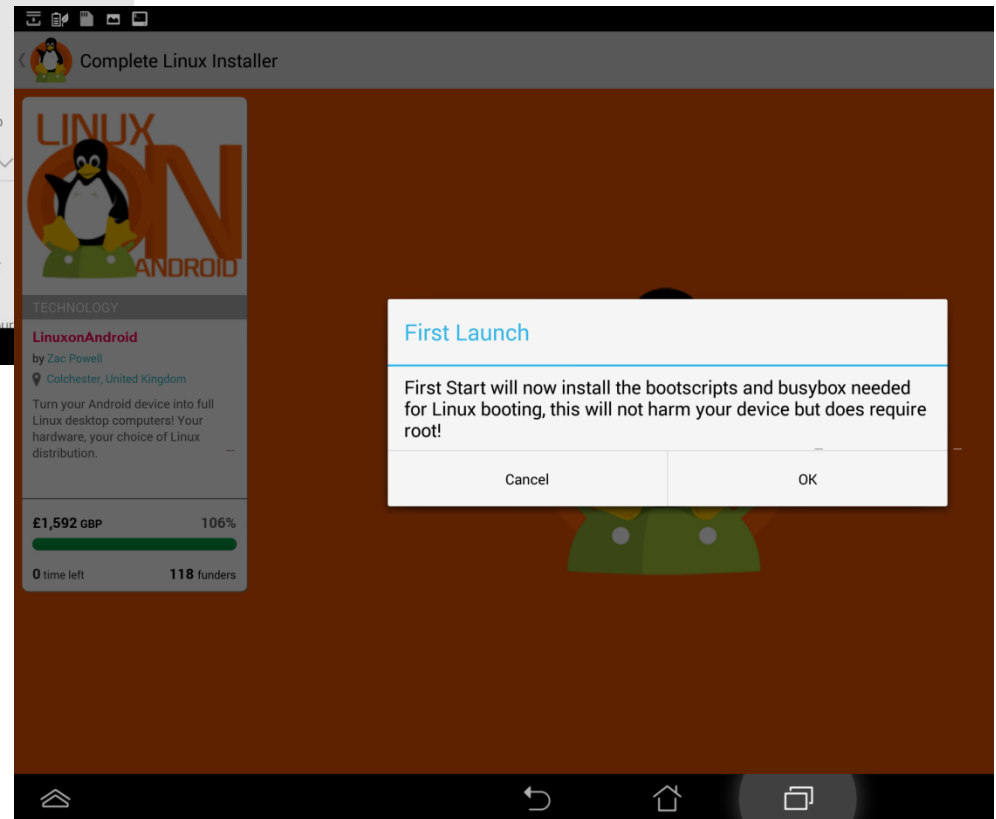 Complete Linux Installer
LINUX
ON
ANDROID
TECHNOLOGY
LinuxonAndroid
by Zac Powell
Colchester, United Kingdom
Turn your Android device into full
Linux desktop computers! Your
hardware, your choice of Linux
distribution.
£1,592 GBP 106%
0 time left 118 funders
First Launch
First Start will now install the bootscripts and busybox needed
for Linux booting, this will not harm your device but does require
root!
Cancel OK